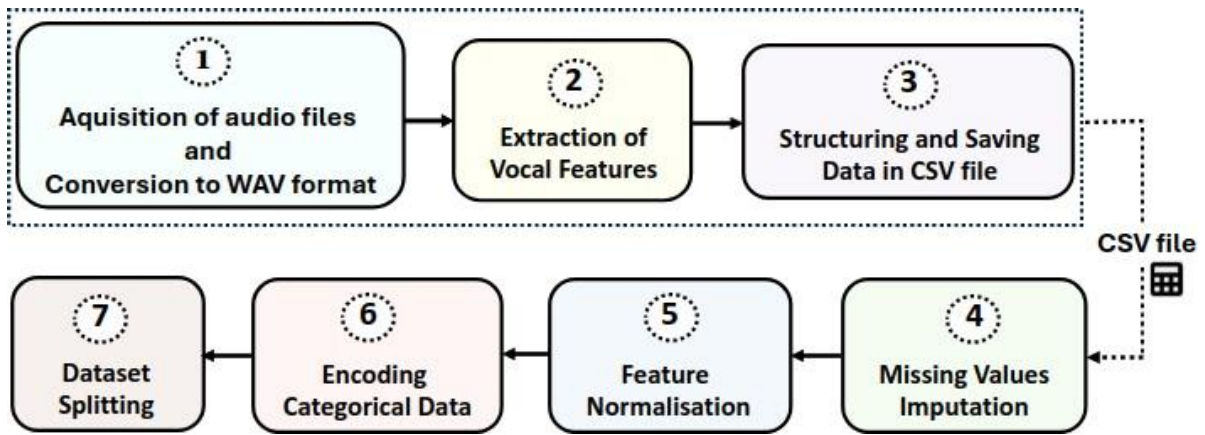 1
Aquisition of audio files
and
Conversion to WAV format
2
Extraction of
Vocal Features
3
Structuring and Saving
Data in CSV file
CSV file
4
Missing Values
Imputation
5
Feature
Normalisation
6
Encoding
Categorical Data
7
Dataset
Splitting